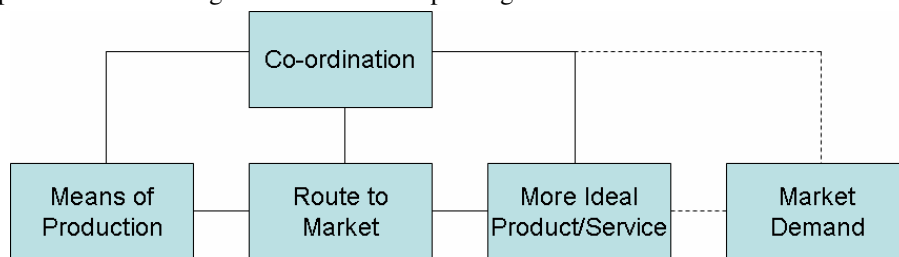 Co-ordination
Means of
Production
Route to
Market
More Ideal
Product/Service
Market
Demand